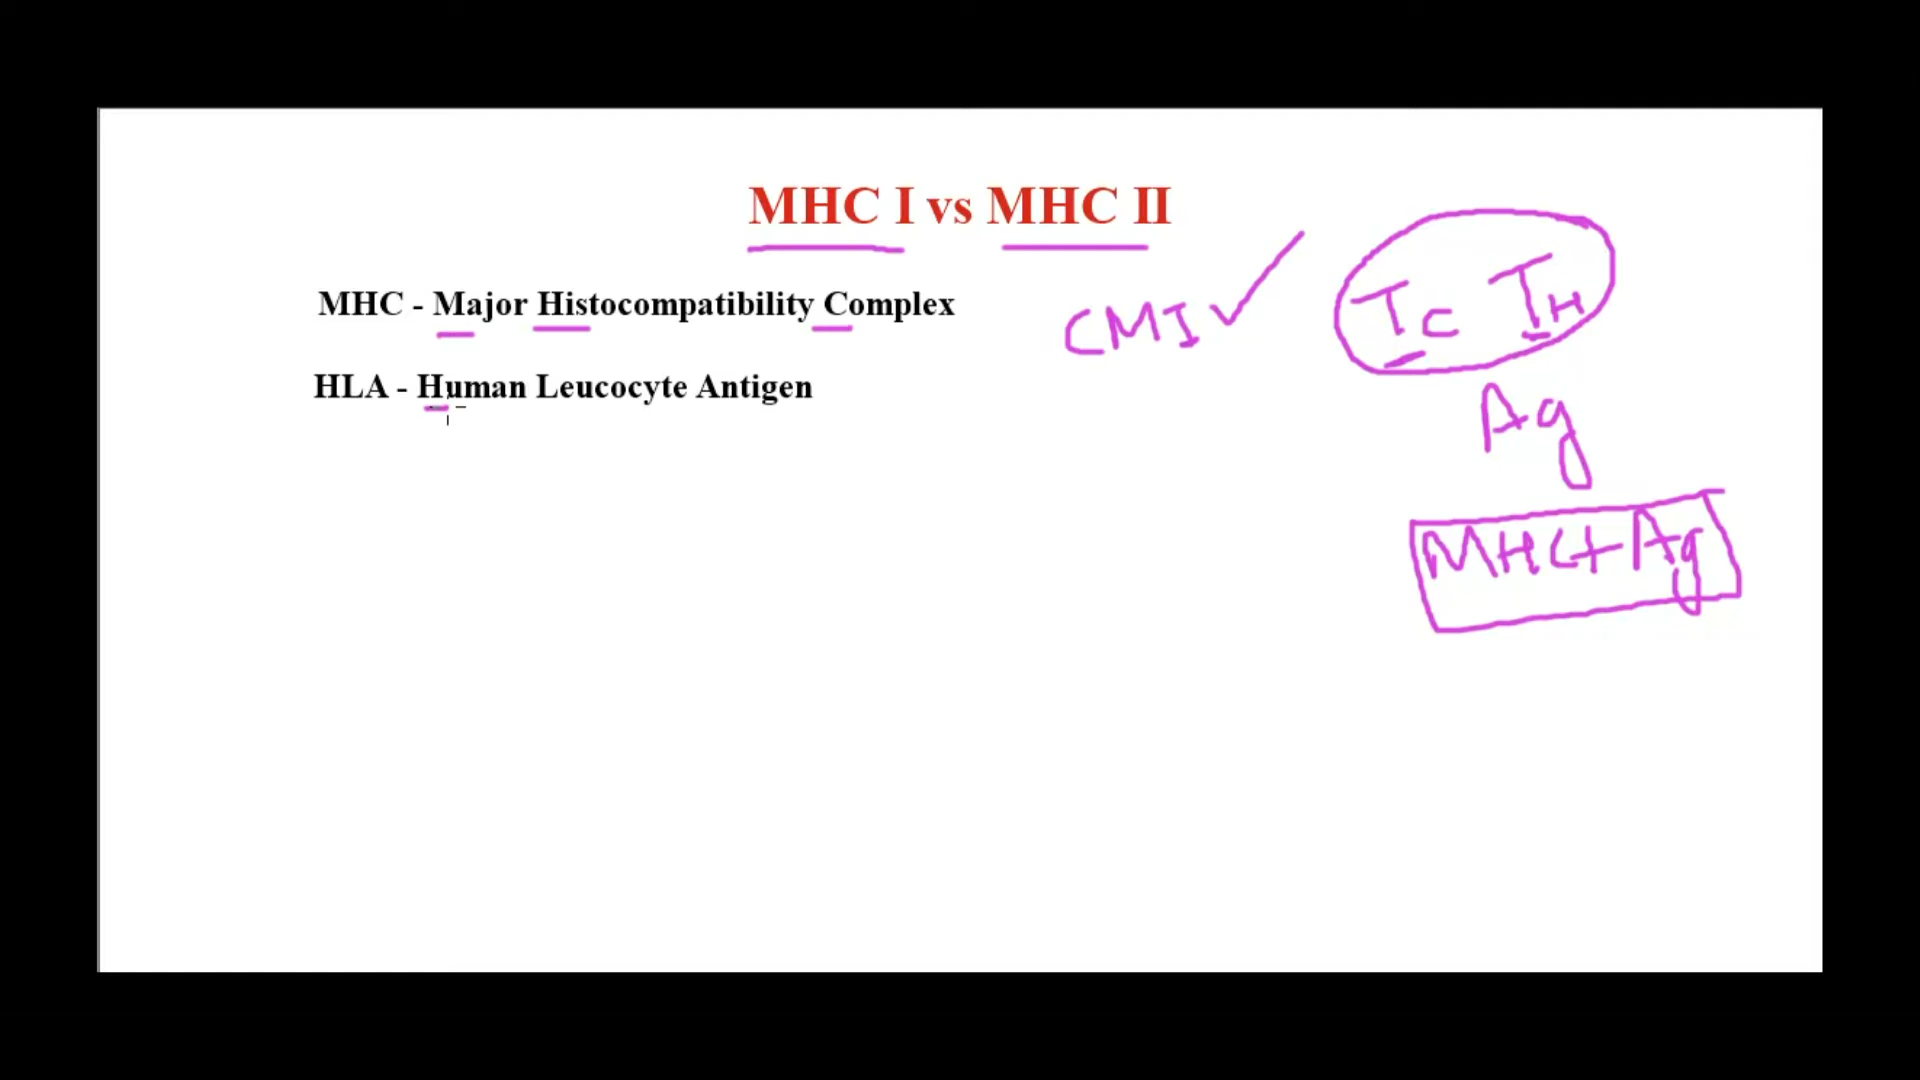 MHC I vs MHC II
MHC - Major Histocompatibility Complex
HLA - Human Leucocyte Antigen
CMI
Tc TH
Ag
MHC + Ag